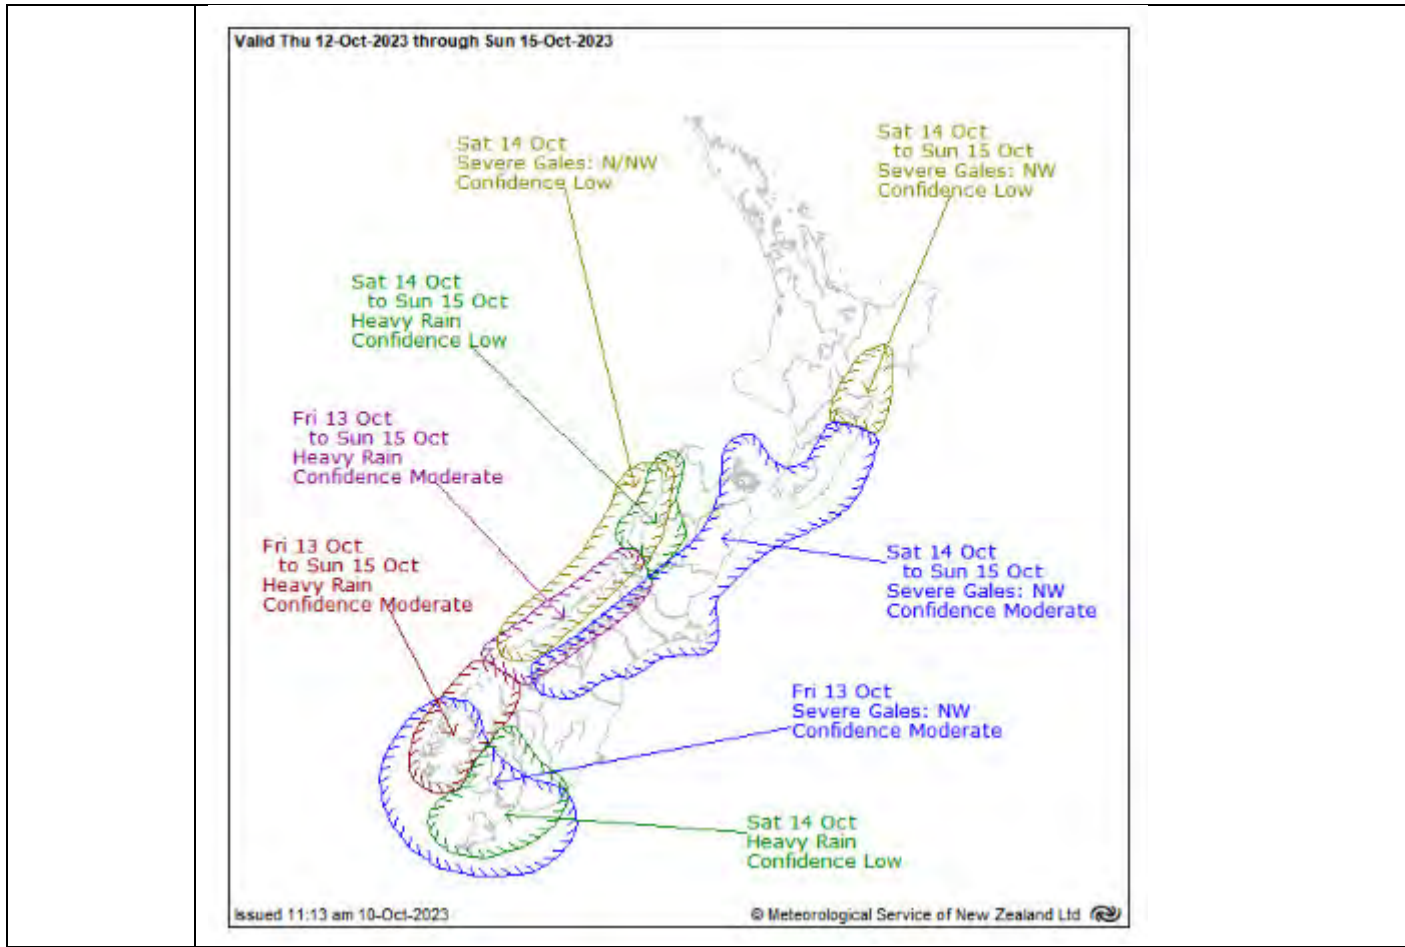 Valid Thu 12-Oct-2023 through Sun 15-Oct-2023
Sat 14 Oct
Severe Gales: N/NW
Confidence Low
Sat 14 Oct
to Sun 15 Oct
Severe Gales: NW
Confidence Low
Sat 14 Oct
to Sun 15 Oct
Heavy Rain
Confidence Low
Fri 13 Oct
to Sun 15 Oct
Heavy Rain
Confidence Moderate
Fri 13 Oct
to Sun 15 Oct
Heavy Rain
Confidence Moderate
Sat 14 Oct
to Sun 15 Oct
Severe Gales: NW
Confidence Moderate
Fri 13 Oct
Severe Gales: NW
Confidence Moderate
Sat 14 Oct
Heavy Rain
Confidence Low
Issued 11:13 am 10-Oct-2023
© Meteorological Service of New Zealand Ltd